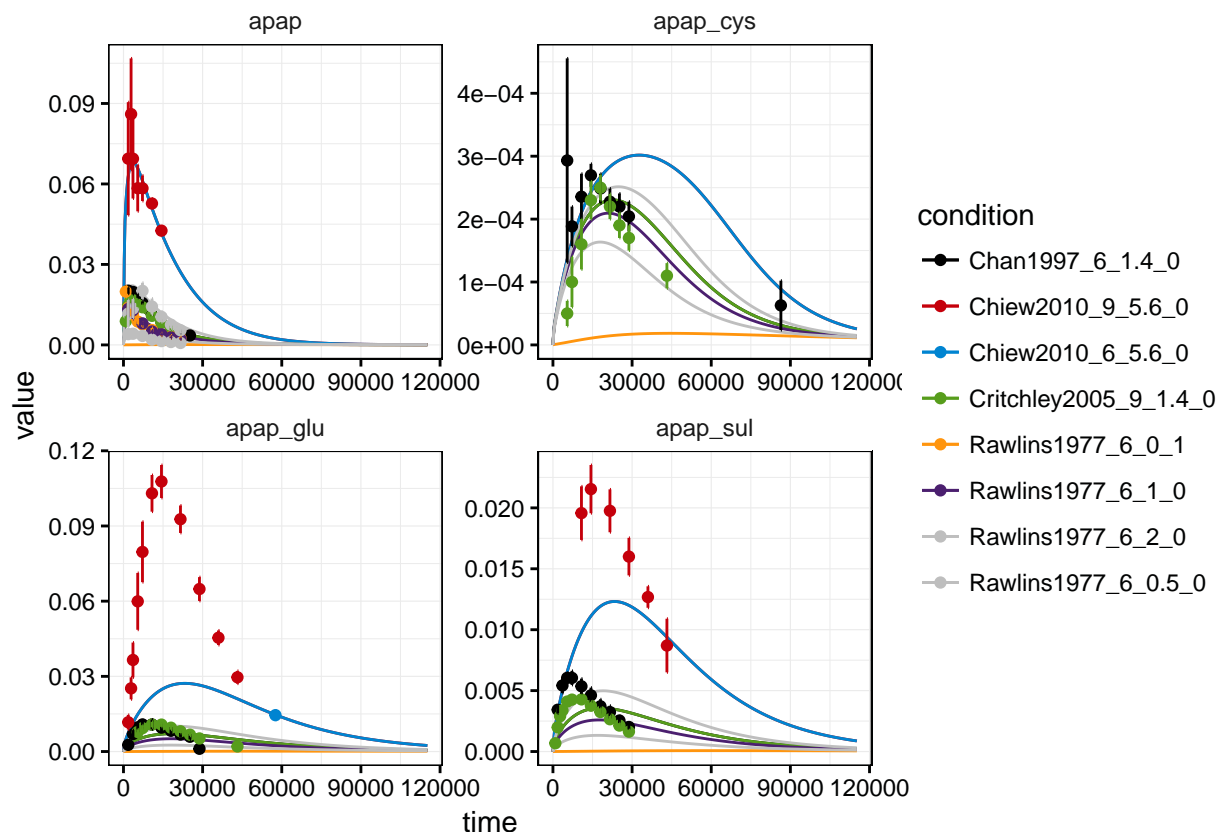 apap
apap_cys
0.09
0.06
0.03
0.00
4e−04
3e−04
2e−04
1e−04
0e+00
0 30000 60000 90000 120000
0 30000 60000 90000 120000
value
apap_glu
apap_sul
0.12
0.09
0.06
0.03
0.00
0.020
0.015
0.010
0.005
0.000
0 30000 60000 90000 120000
0 30000 60000 90000 120000
time
condition
Chan1997_6_1.4_0
Chiew2010_9_5.6_0
Chiew2010_6_5.6_0
Critchley2005_9_1.4_0
Rawlins1977_6_0_1
Rawlins1977_6_1_0
Rawlins1977_6_2_0
Rawlins1977_6_0.5_0